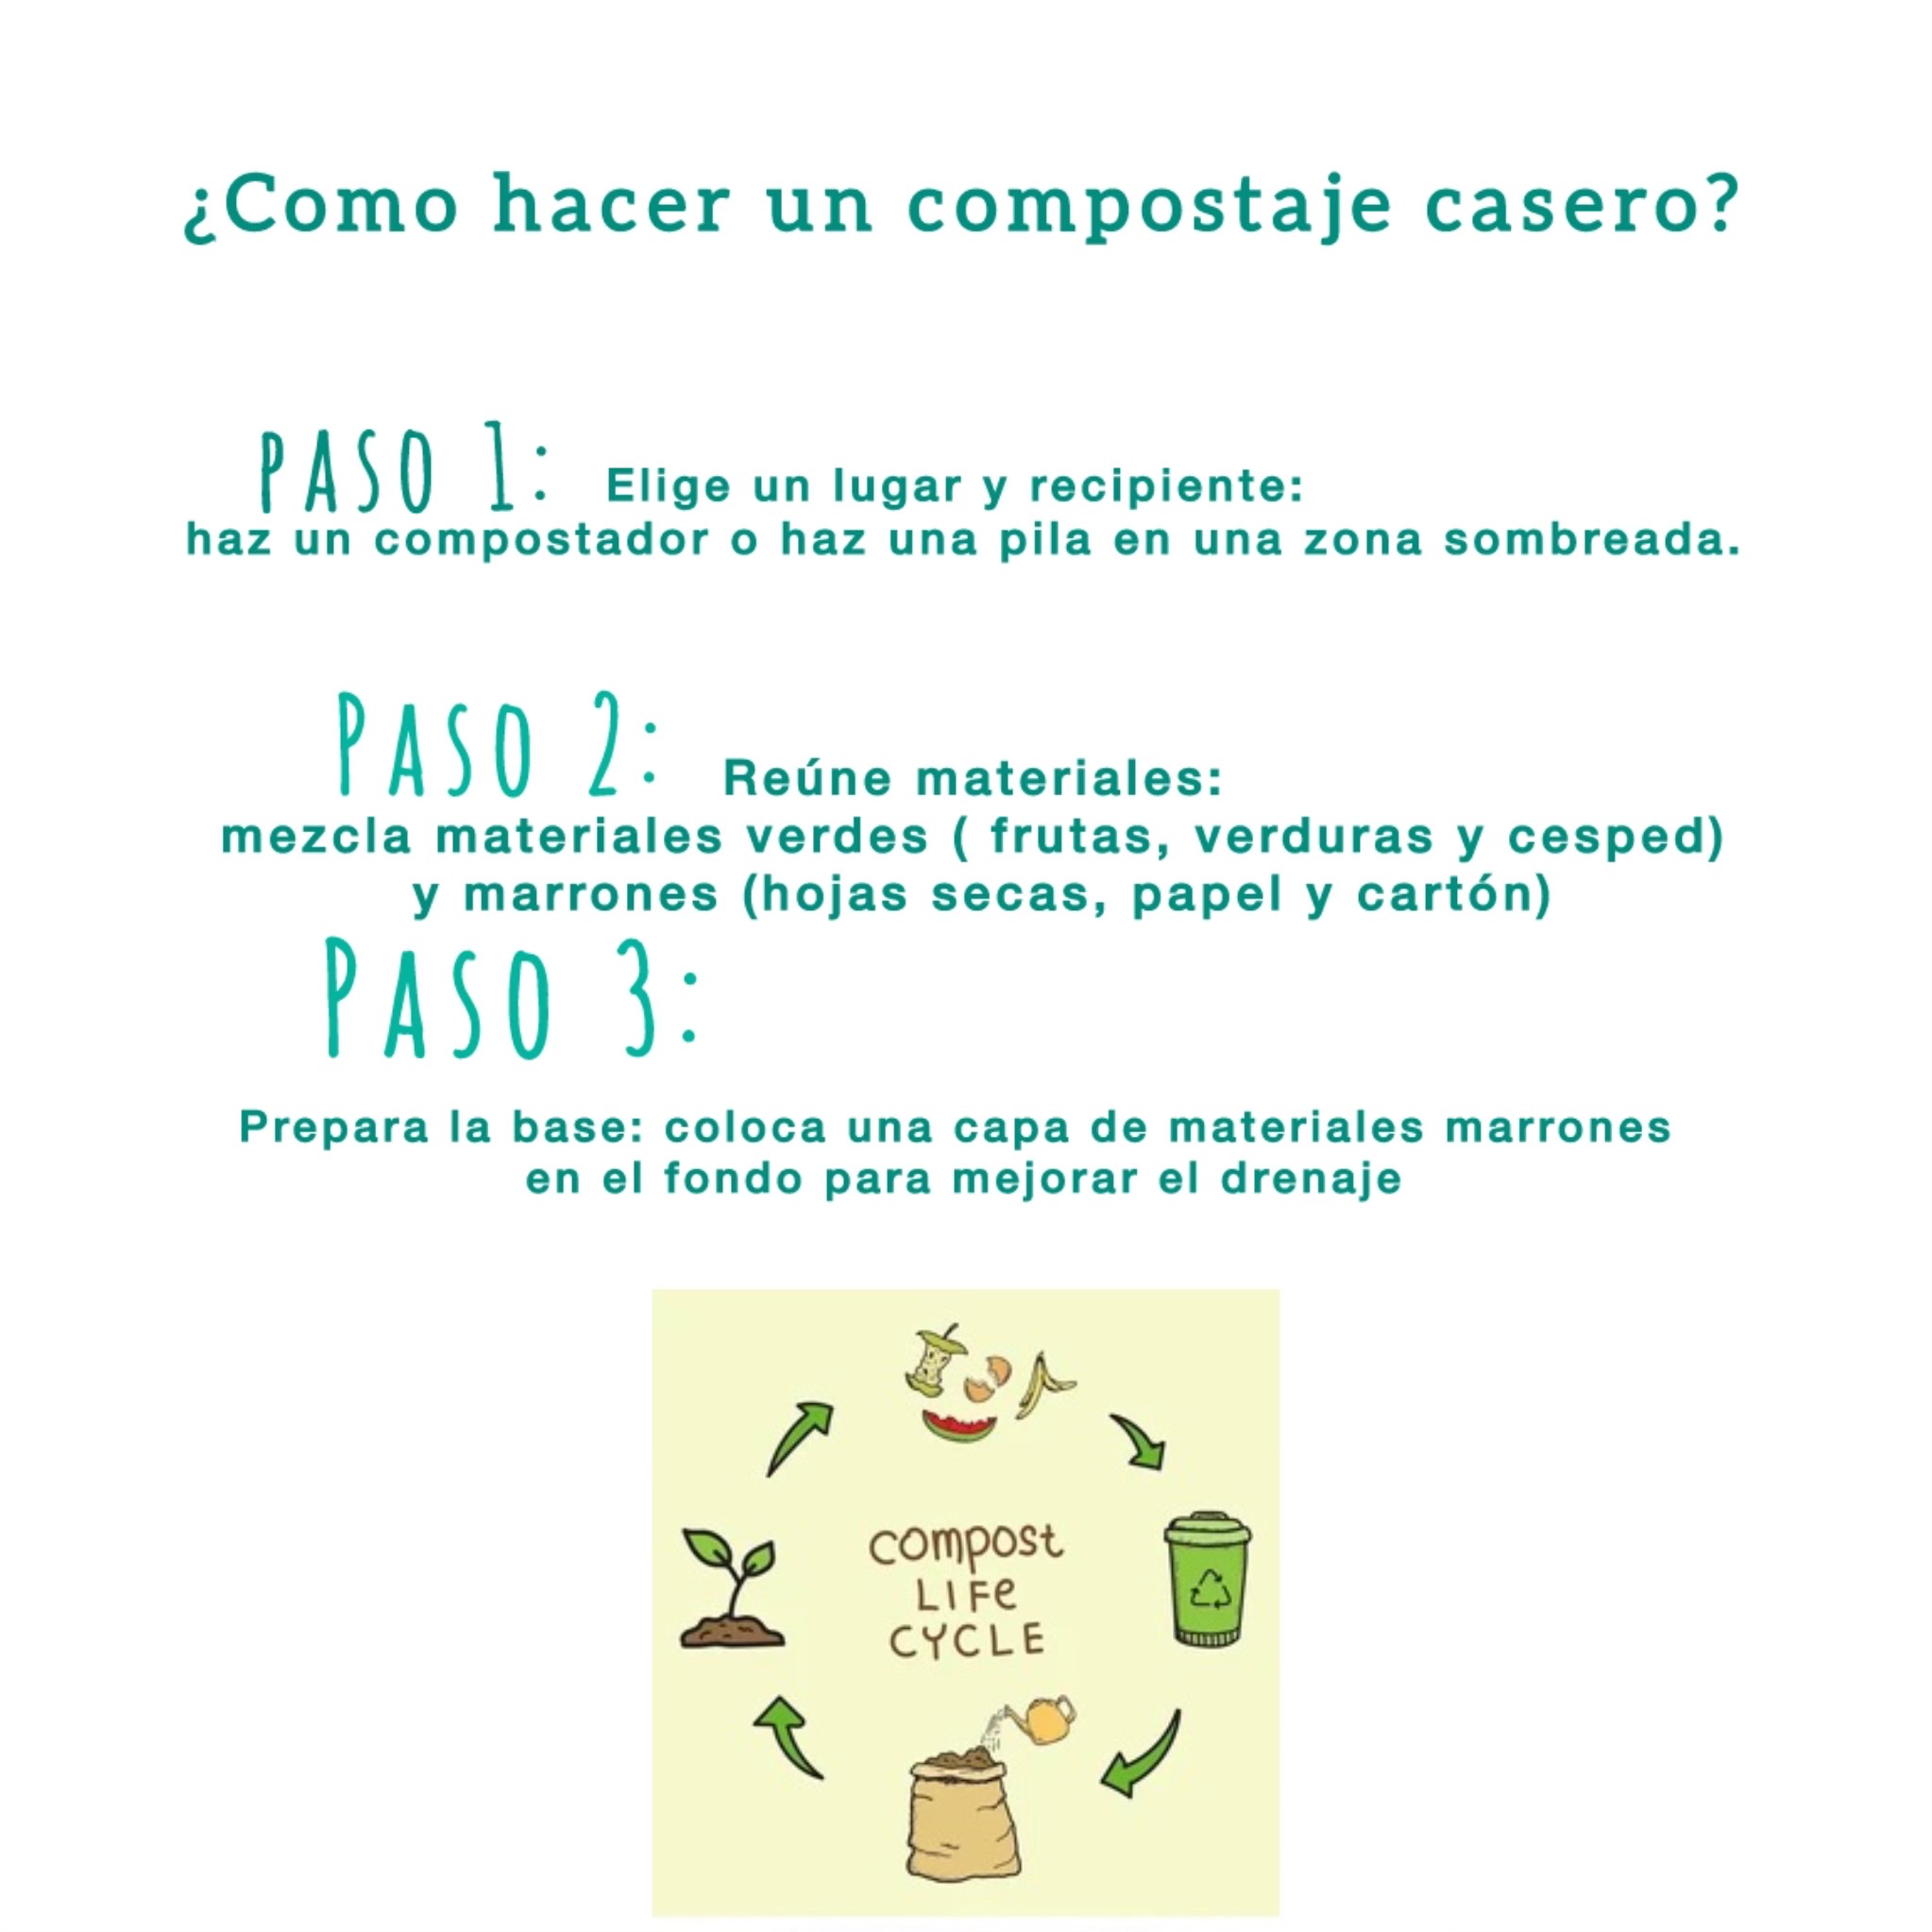 ¿Como hacer un compostaje casero?
PASO 1: Elige un lugar y recipiente:
haz un compostador o haz una pila en una zona sombreada.
PASO 2: Reúne materiales:
mezcla materiales verdes ( frutas, verduras y cesped)
y marrones (hojas secas, papel y cartón)
PASO 3:
Prepara la base: coloca una capa de materiales marrones
en el fondo para mejorar el drenaje
compost
LIFe
CYCLE